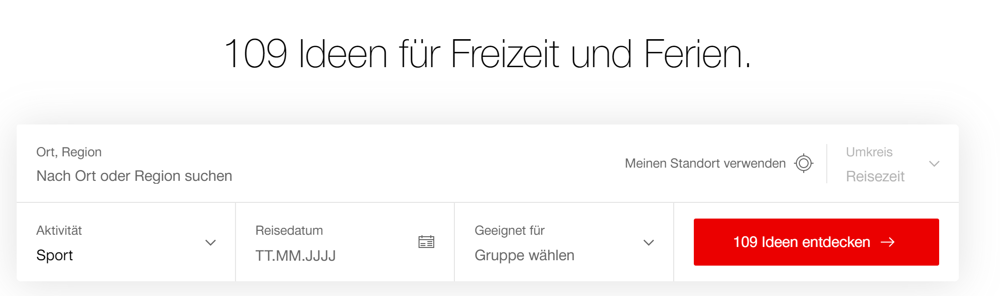 109 Ideen für Freizeit und Ferien.
Ort, Region
Nach Ort oder Region suchen
Meinen Standort verwenden
Umkreis
Reisezeit
Aktivität
Sport
Reisedatum
TT.MM.JJJJ
Geeignet für
Gruppe wählen
109 Ideen entdecken